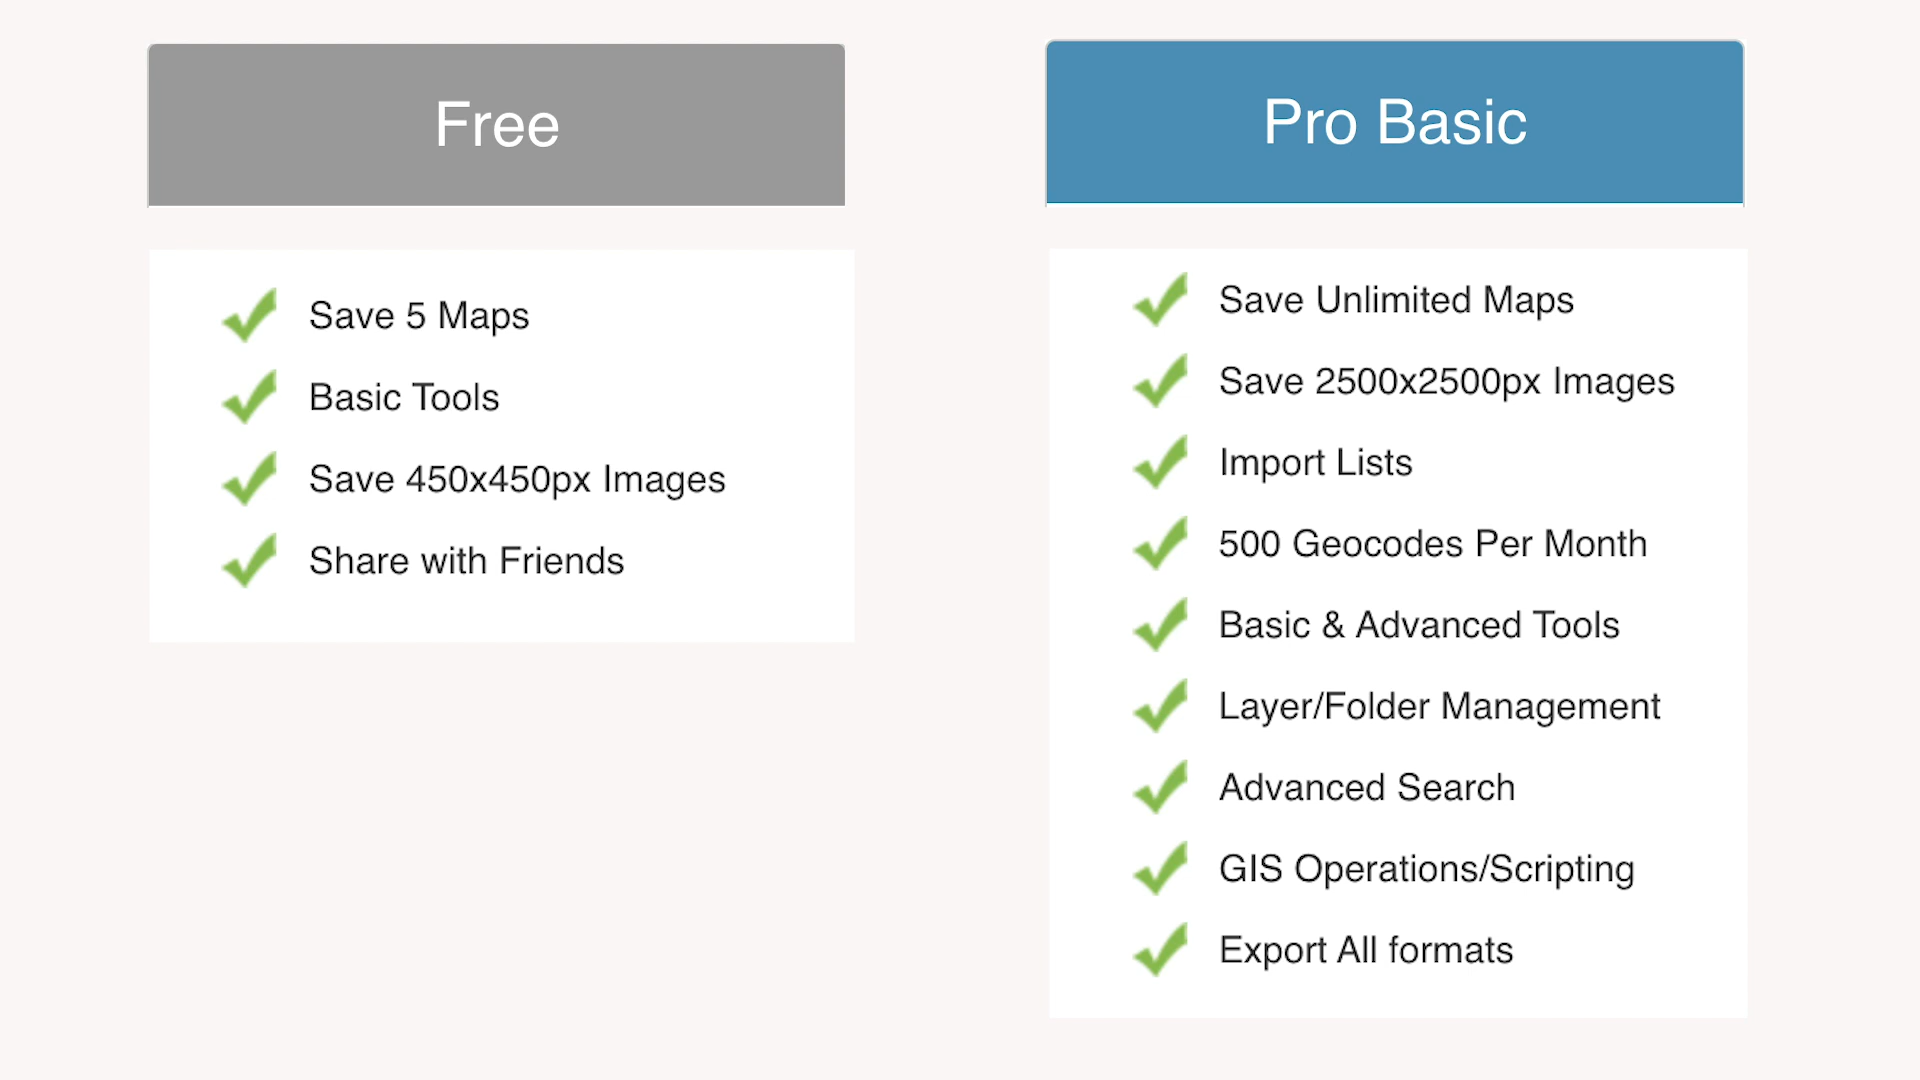 Free
Save 5 Maps
Basic Tools
Save 450x450px Images
Share with Friends
Pro Basic
Save Unlimited Maps
Save 2500x2500px Images
Import Lists
500 Geocodes Per Month
Basic & Advanced Tools
Layer/Folder Management
Advanced Search
GIS Operations/Scripting
Export All formats